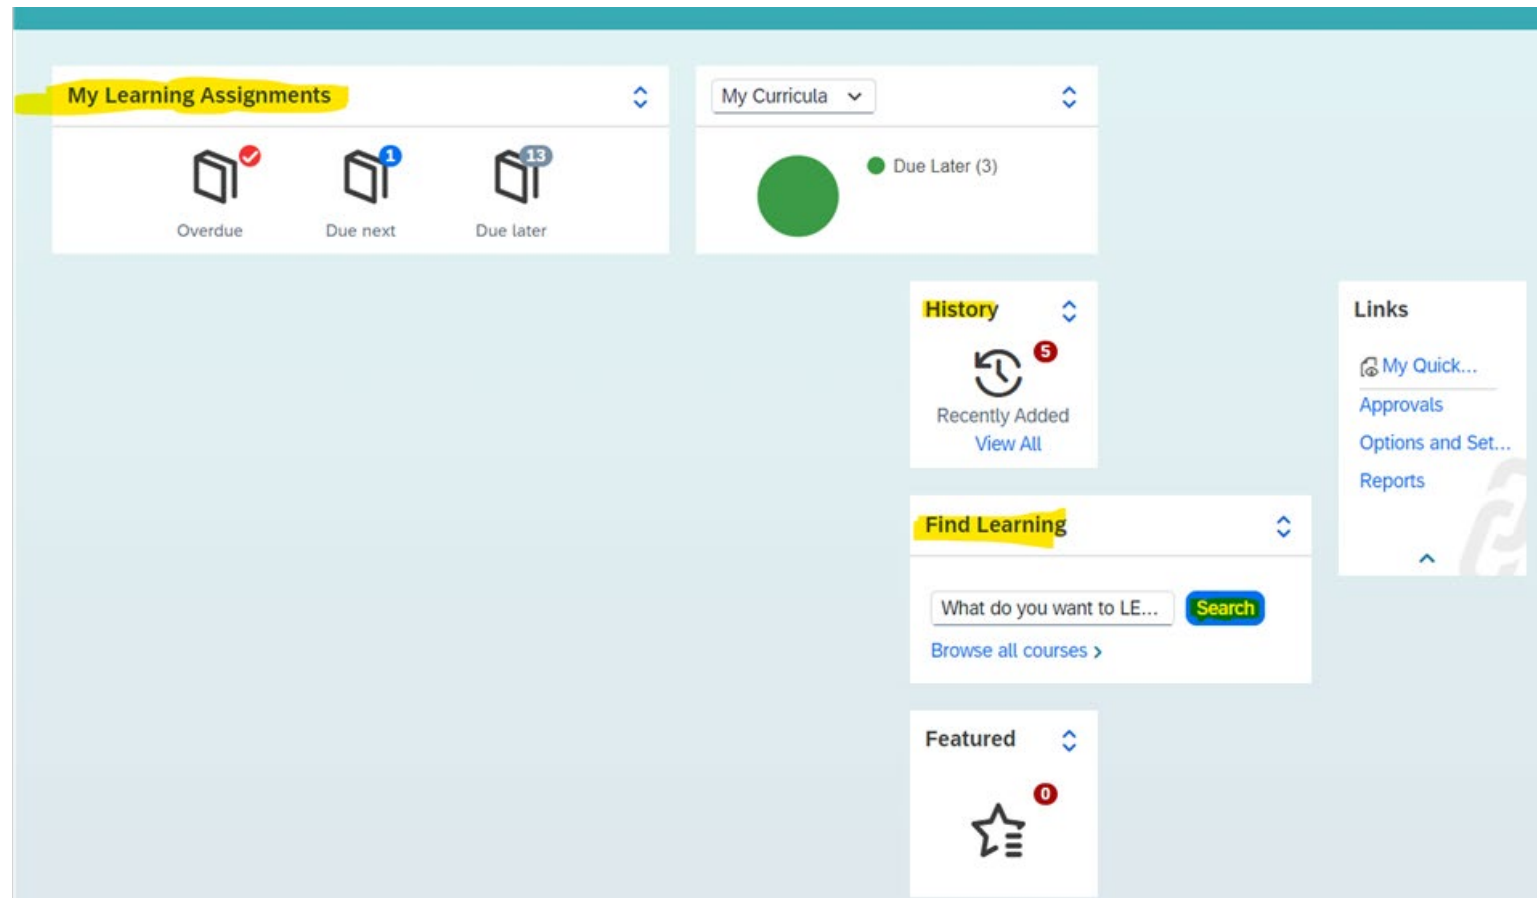 My Learning Assignments
1
13
Overdue
Due next
Due later
My Curricula
Due Later (3)
History
5
Recently Added
View All
Links
My Quick...
Approvals
Options and Set...
Reports
Find Learning
What do you want to LE...
Search
Browse all courses >
Featured
0